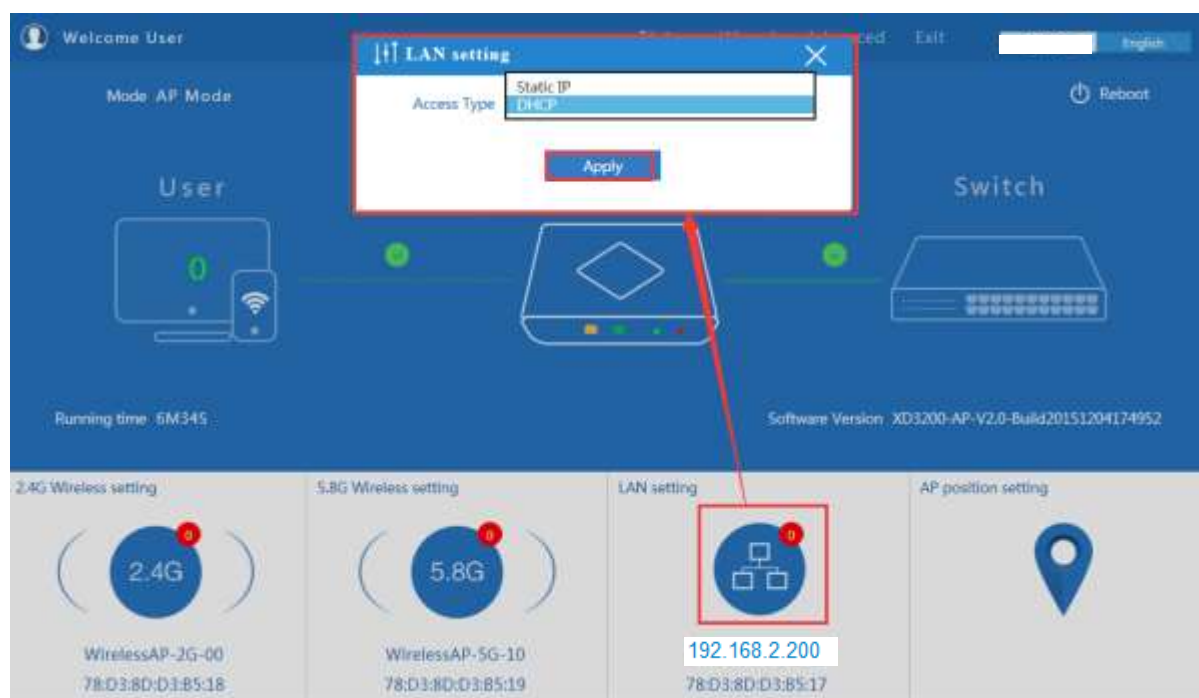 Welcome User
Exit
English
LAN setting
Mode AP Mode
Access Type
Static IP
DHCP
Reboot
Apply
User
Switch
0
Running time 6M34S
Software Version XD3200-AP-V2.0-Build20151204174952
2.4G Wireless setting
5.8G Wireless setting
LAN setting
AP position setting
0
0
0
2.4G
5.8G
WirelessAP-2G-00
WirelessAP-5G-10
192.168.2.200
78:D3:8D:D3:B5:18
78:D3:8D:D3:B5:19
78:D3:8D:D3:B5:17